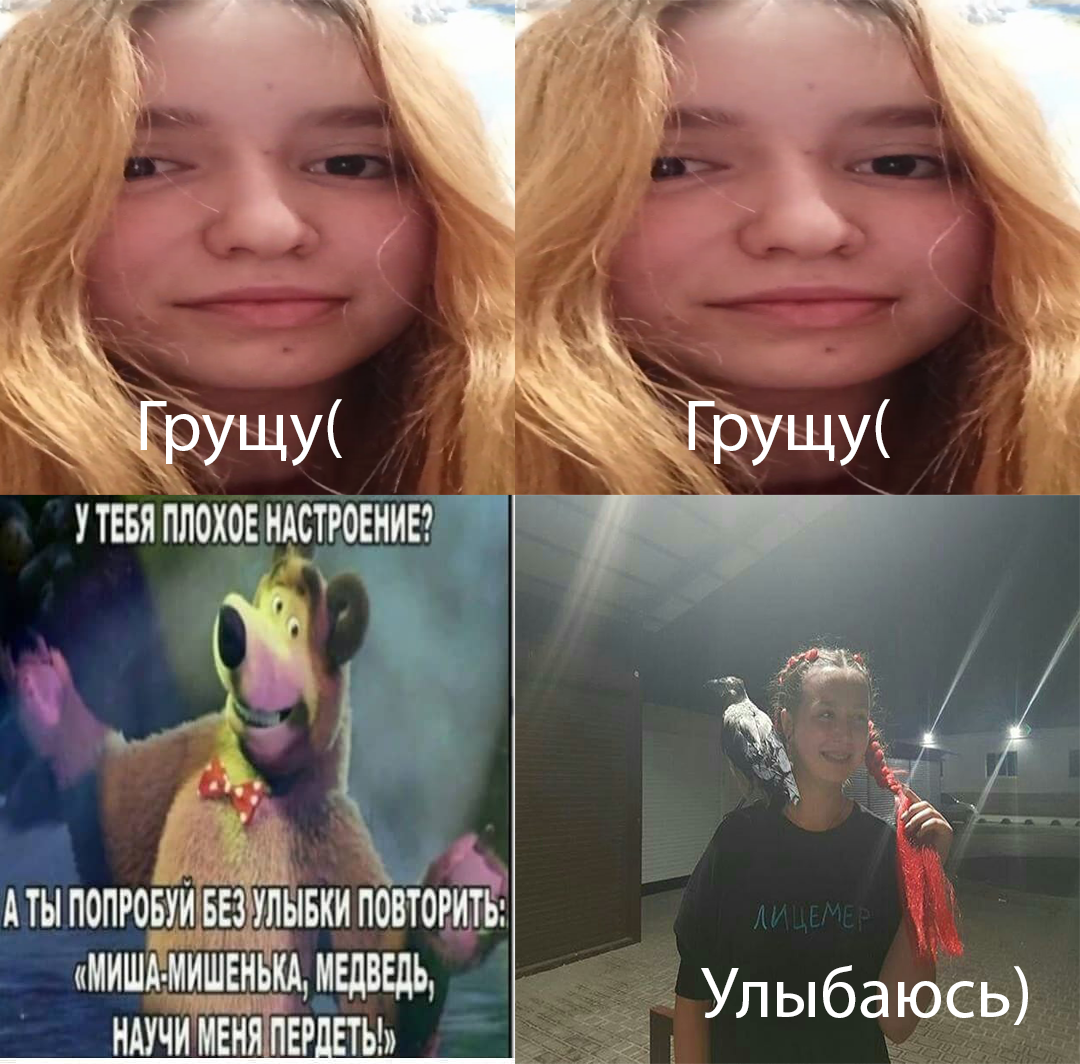 Грущу(
Грущу(
У ТЕБЯ ПЛОХОЕ НАСТРОЕНИЕ?
А ТЫ ПОПРОБУЙ БЕЗ УЛЫБКИ ПОВТОРИТЬ:
«МИША-МИШЕНЬКА, МЕДВЕДЬ,
НАУЧИ МЕНЯ ПЕРДЕТЬ!»
ЛИЦЕМЕР
Улыбаюсь)